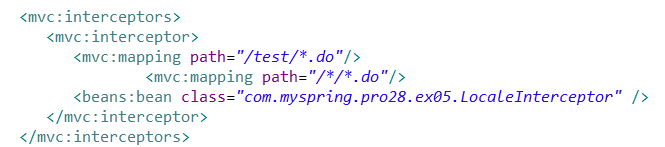 <mvc:interceptors>
<mvc:interceptor>
<mvc:mapping path="/test/*.do"/>
<mvc:mapping path="/*/*.do"/>
<beans:bean class="com.myspring.pro28.ex05.LocaleInterceptor" />
</mvc:interceptor>
</mvc:interceptors>